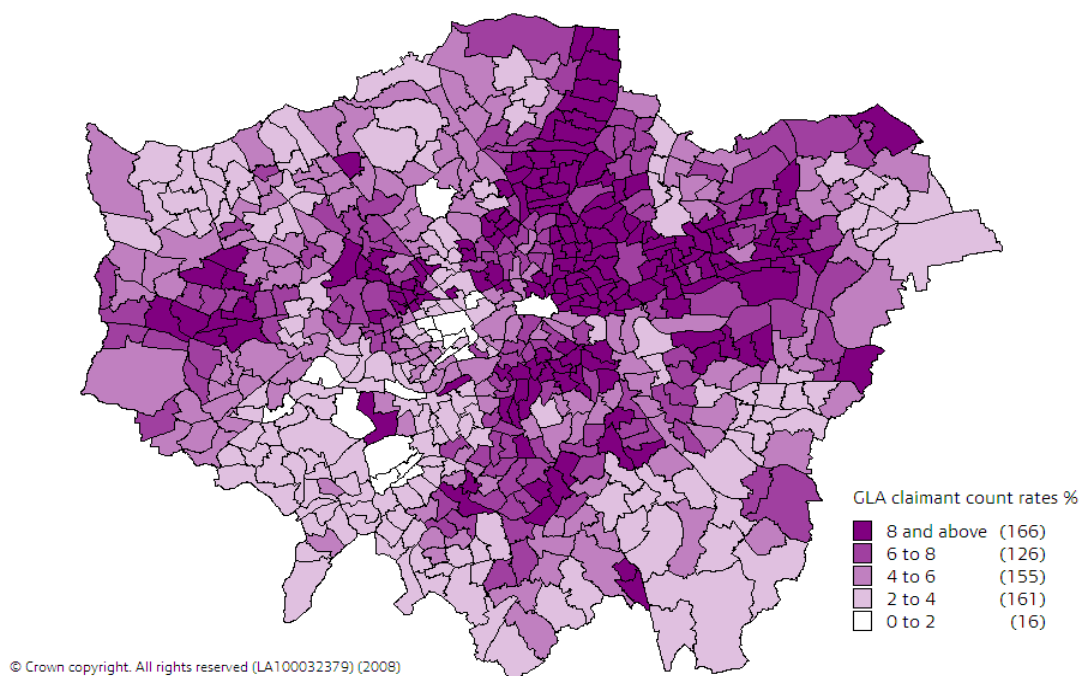 GLA claimant count rates %
8 and above (166)
6 to 8 (126)
4 to 6 (155)
2 to 4 (161)
0 to 2 (16)
© Crown copyright. All rights reserved (LA100032379) (2008)